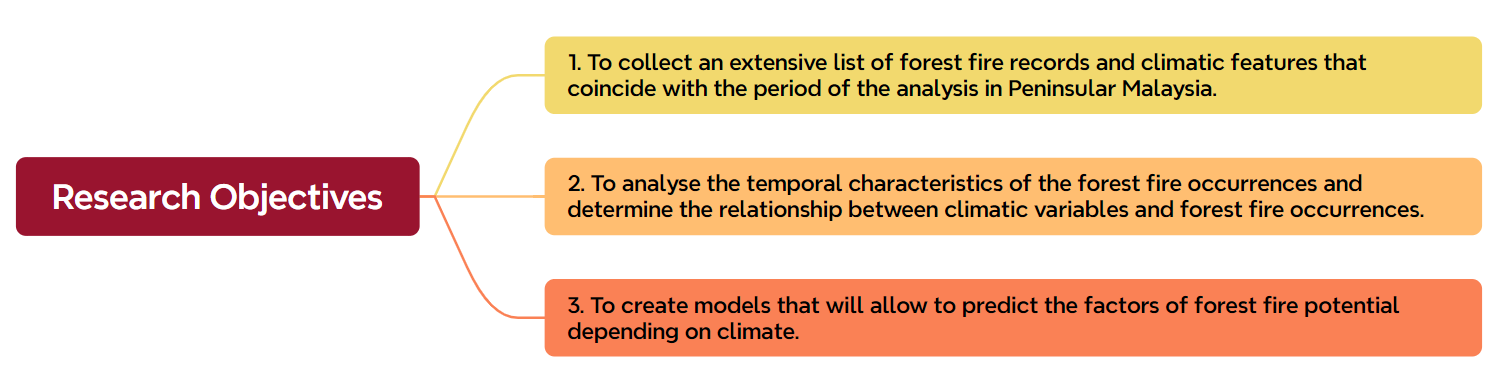 Research Objectives
1. To collect an extensive list of forest fire records and climatic features that
coincide with the period of the analysis in Peninsular Malaysia.
2. To analyse the temporal characteristics of the forest fire occurrences and
determine the relationship between climatic variables and forest fire occurrences.
3. To create models that will allow to predict the factors of forest fire potential
depending on climate.